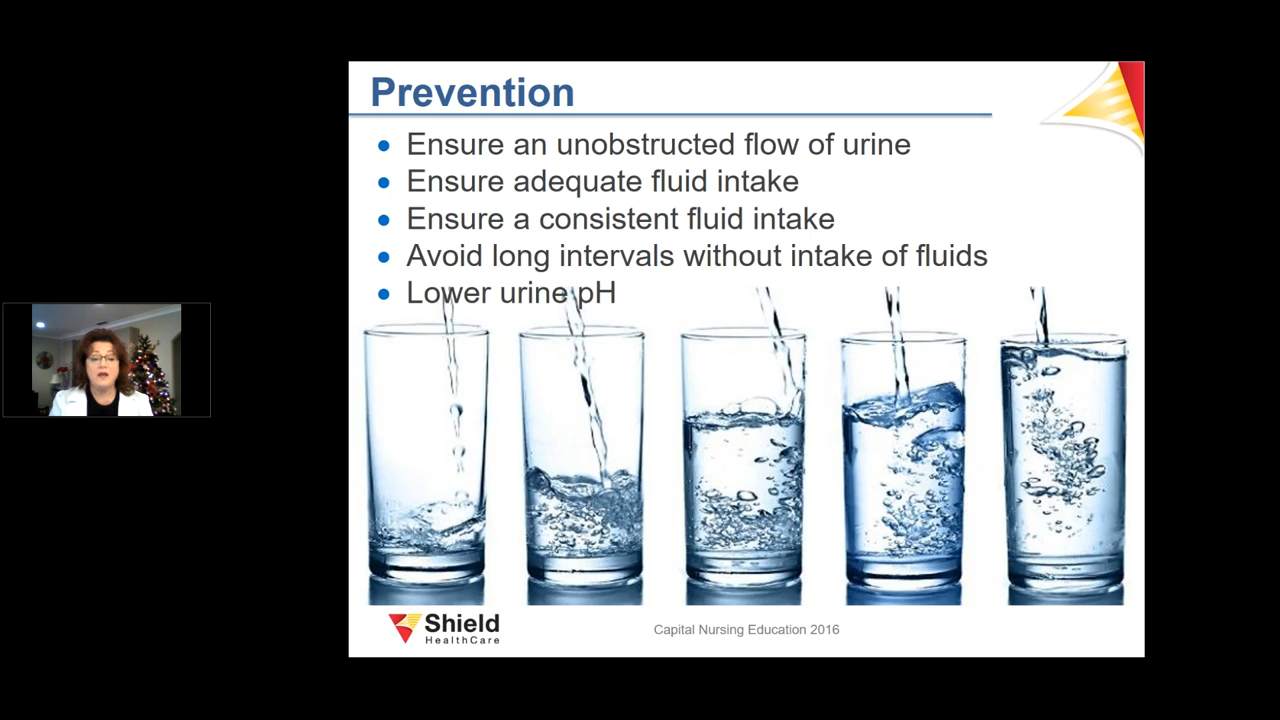 Prevention
Ensure an unobstructed flow of urine
Ensure adequate fluid intake
Ensure a consistent fluid intake
Avoid long intervals without intake of fluids
Lower urine pH
Shield
HealthCare
Capital Nursing Education 2016